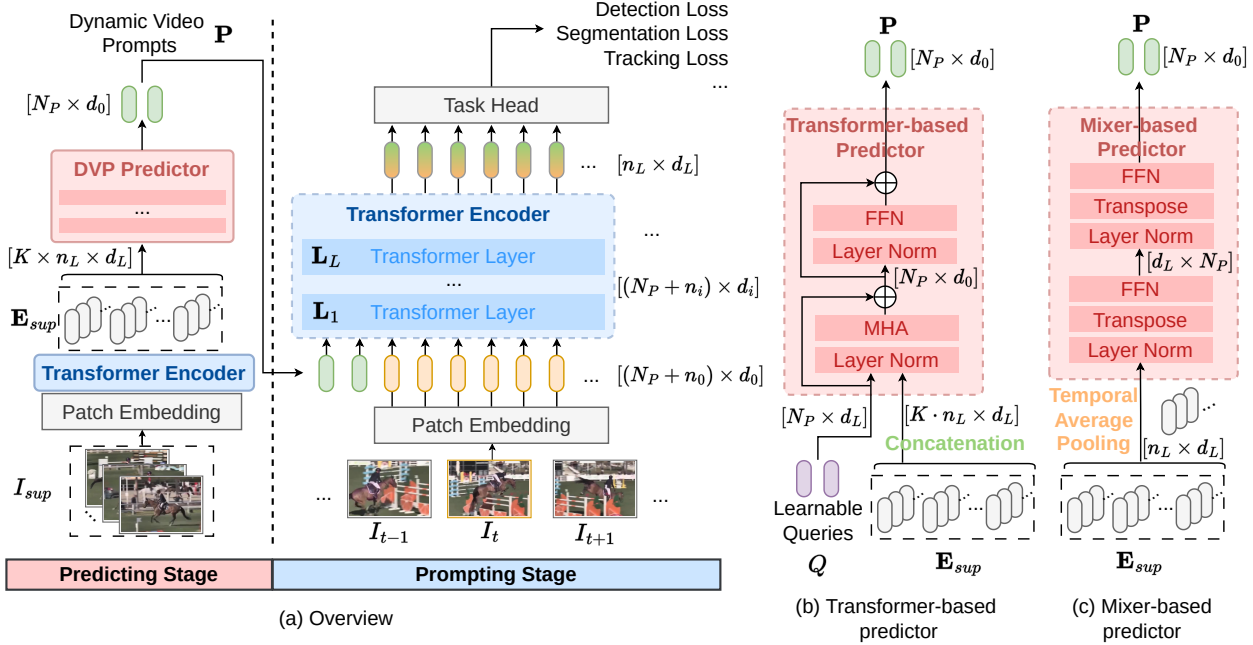 Dynamic Video
Prompts P
[N_P × d_0]
DVP Predictor
...
[K × n_L × d_L]
E_sup
...
Transformer Encoder
Patch Embedding
I_sup
Predicting Stage
Detection Loss
Segmentation Loss
Tracking Loss
...
Task Head
... [n_L × d_L]
Transformer Encoder
...
L_L Transformer Layer
...
[(N_P + n_i) × d_i]
L_1 Transformer Layer
... [(N_P + n_0) × d_0]
Patch Embedding
... ...
I_{t−1} I_t I_{t+1}
Prompting Stage
(a) Overview
P
[N_P × d_0]
Transformer-based
Predictor
FFN
Layer Norm
[N_P × d_0]
MHA
Layer Norm
[N_P × d_L]
[K · n_L × d_L]
Concatenation
...
Learnable
Queries
Q
E_sup
(b) Transformer-based
predictor
P
[N_P × d_0]
Mixer-based
Predictor
FFN
Transpose
Layer Norm
[d_L × N_P]
FFN
Transpose
Layer Norm
Temporal
Average
Pooling
...
[n_L × d_L]
...
E_sup
(c) Mixer-based
predictor